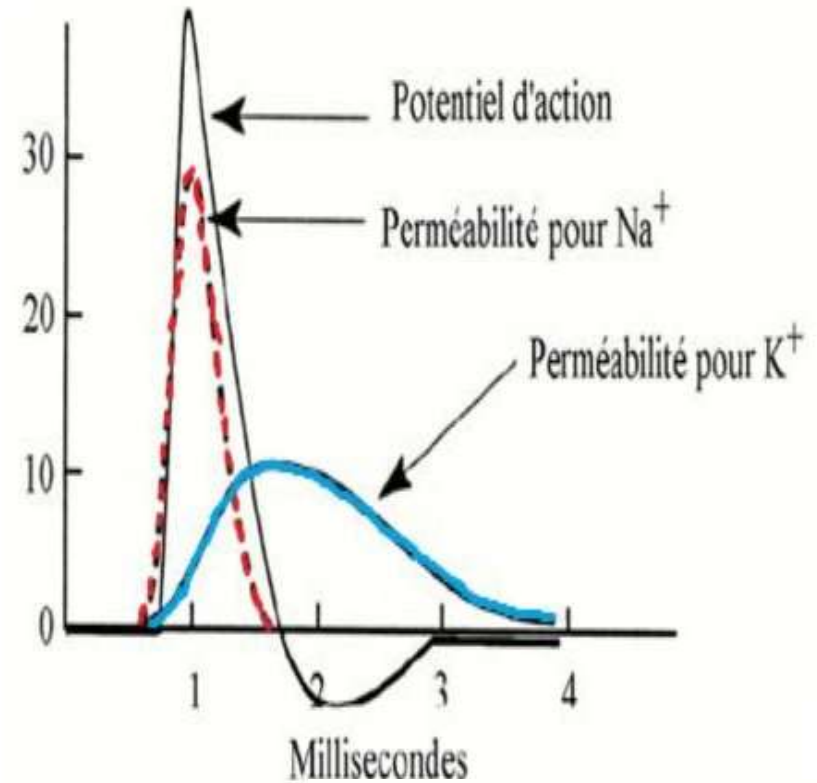 Potentiel d'action
30
Perméabilité pour Na+
20
Perméabilité pour K+
10
0
1 2 3 4
Millisecondes